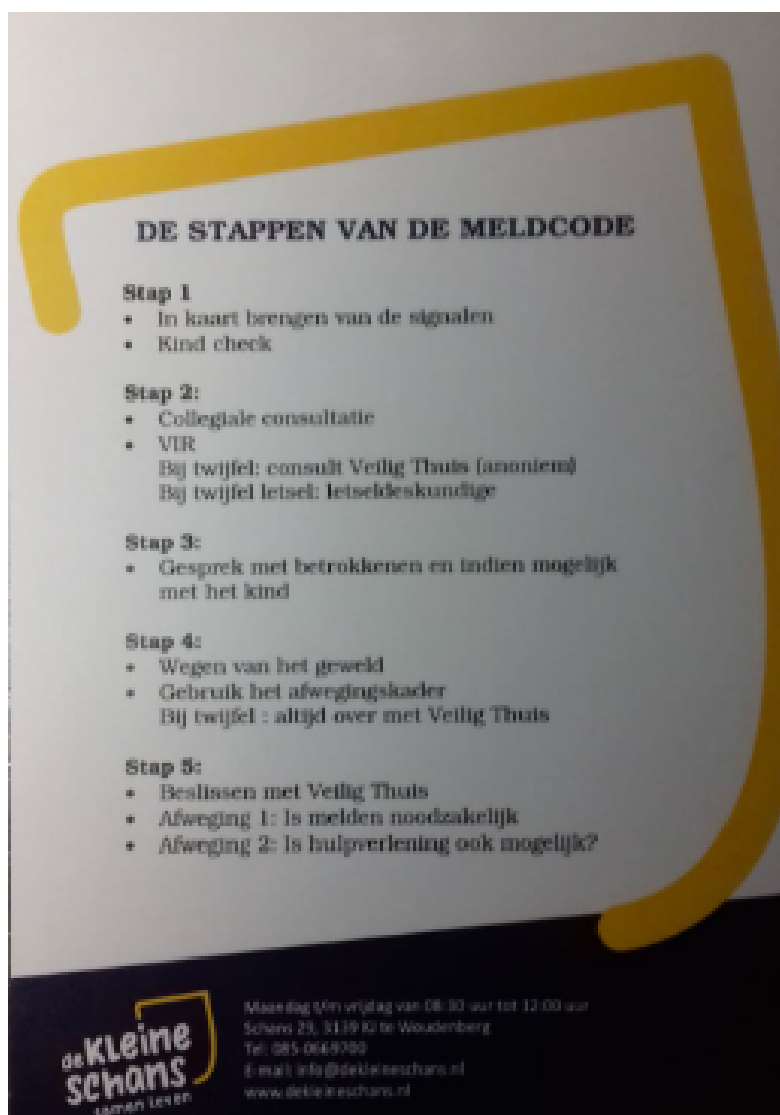 DE STAPPEN VAN DE MELDCODE
Stap 1
• In kaart brengen van de signalen
• Kind check
Stap 2:
• Collegiale consultatie
• VIR
Bij twijfel: consult Veilig Thuis (anoniem)
Bij twijfel letsel: letseldeskundige
Stap 3:
• Gesprek met betrokkenen en indien mogelijk
met het kind
Stap 4:
• Wegen van het geweld
• Gebruik het afwegingskader
Bij twijfel : altijd over met Veilig Thuis
Stap 5:
• Beslissen met Veilig Thuis
• Afweging 1: Is melden noodzakelijk
• Afweging 2: Is hulpverlening ook mogelijk?
de Kleine
Schans
samen leven
Maandag t/m vrijdag van 08:30 uur tot 12:00 uur
Schans 29, te Woudenberg
Tel: 085-0669700
E-mail: info@dekleineschans.nl
www.dekleineschans.nl